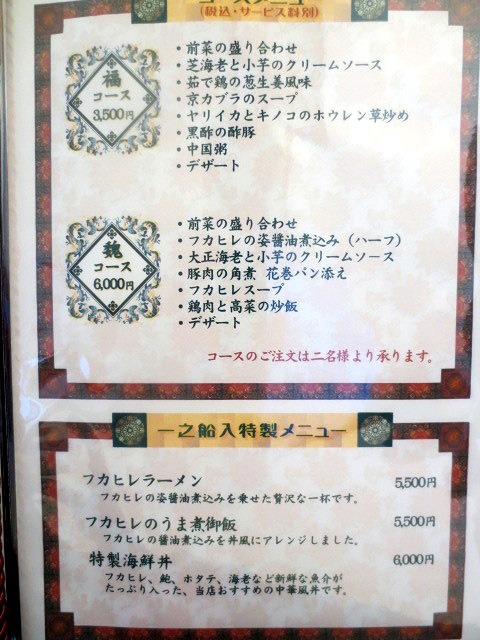 コースメニュー
(税込・サービス料別)
福
コース
3,500円
・前菜の盛り合わせ
・芝海老と小芋のクリームソース
・茹で鶏の葱生姜風味
・京カブラのスープ
・ヤリイカとキノコのホウレン草炒め
・黒酢の酢豚
・中国粥
・デザート
魏
コース
6,000円
・前菜の盛り合わせ
・フカヒレの姿醤油煮込み（ハーフ）
・大正海老と小芋のクリームソース
・豚肉の角煮 花巻パン添え
・フカヒレスープ
・鶏肉と高菜の炒飯
・デザート
コースのご注文は二名様より承ります。
一之船入特製メニュー
フカヒレラーメン 5,500円
フカヒレの姿醤油煮込みを乗せた贅沢な一杯です。
フカヒレのうま煮御飯 5,500円
フカヒレの醤油煮込みを丼風にアレンジしました。
特製海鮮丼 6,000円
フカヒレ、鮑、ホタテ、海老など新鮮な魚介が
たっぷり入った、当店おすすめの中華風丼です。